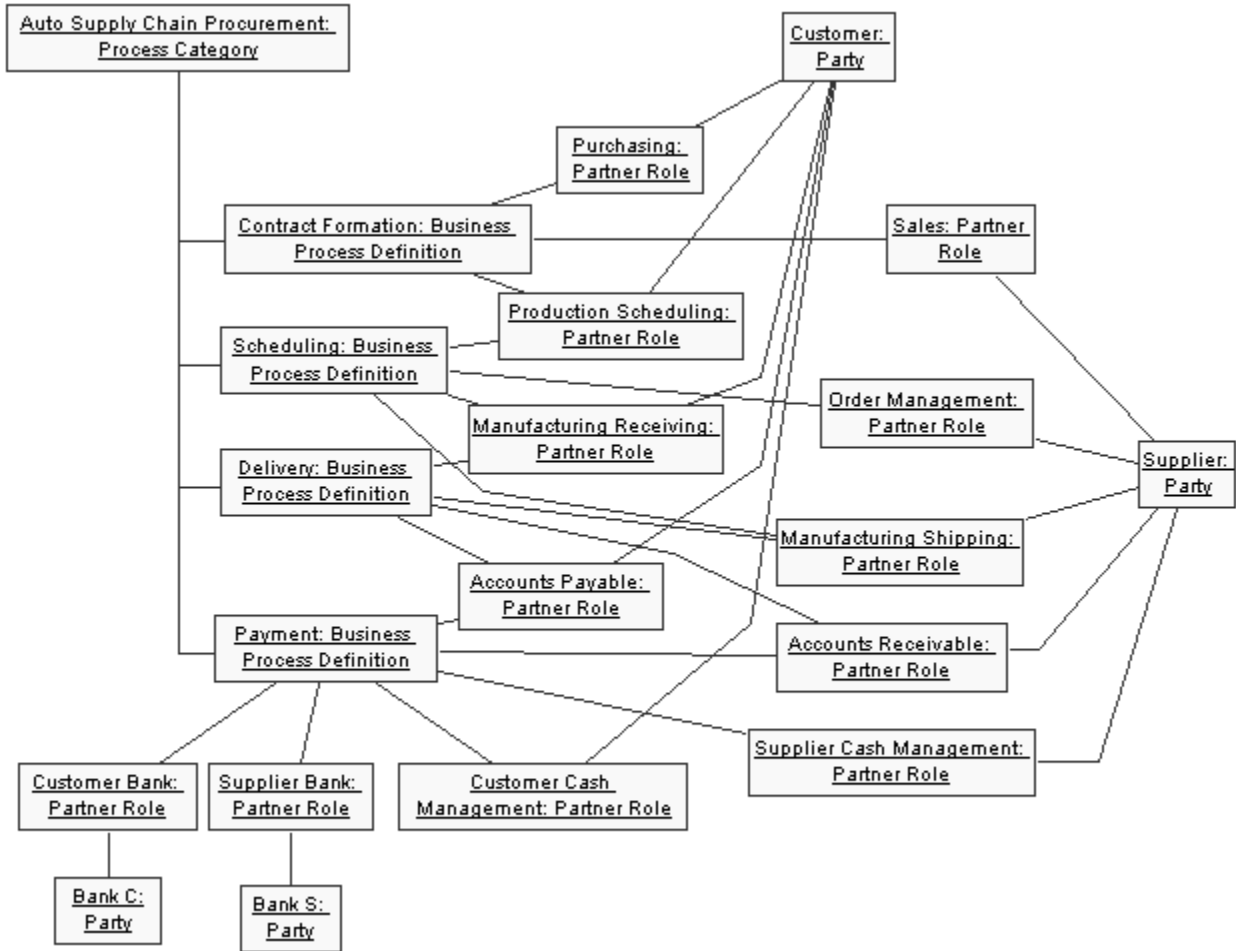 Auto Supply Chain Procurement:
Process Category
Customer:
Party
Purchasing:
Partner Role
Contract Formation: Business
Process Definition
Sales: Partner
Role
Production Scheduling:
Partner Role
Scheduling: Business
Process Definition
Order Management:
Partner Role
Manufacturing Receiving:
Partner Role
Supplier:
Party
Delivery: Business
Process Definition
Manufacturing Shipping:
Partner Role
Accounts Payable:
Partner Role
Payment: Business
Process Definition
Accounts Receivable:
Partner Role
Supplier Cash Management:
Partner Role
Customer Bank:
Partner Role
Supplier Bank:
Partner Role
Customer Cash
Management: Partner Role
Bank C:
Party
Bank S:
Party